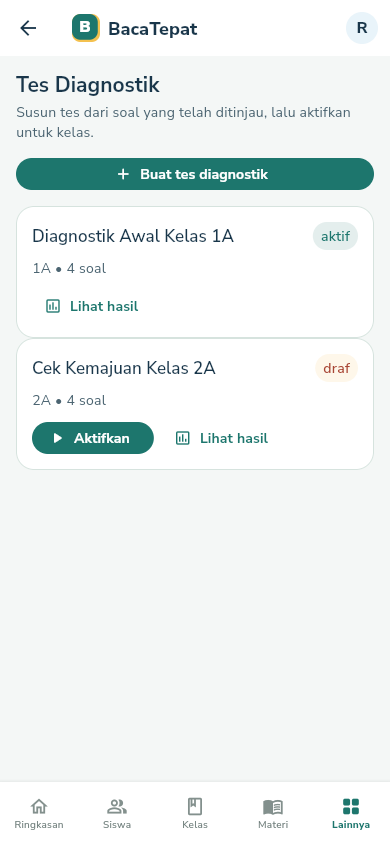 B BacaTepat R
Tes Diagnostik
Susun tes dari soal yang telah ditinjau, lalu aktifkan
untuk kelas.
+ Buat tes diagnostik
Diagnostik Awal Kelas 1A aktif
1A • 4 soal
Lihat hasil
Cek Kemajuan Kelas 2A draf
2A • 4 soal
Aktifkan Lihat hasil
Ringkasan Siswa Kelas Materi Lainnya